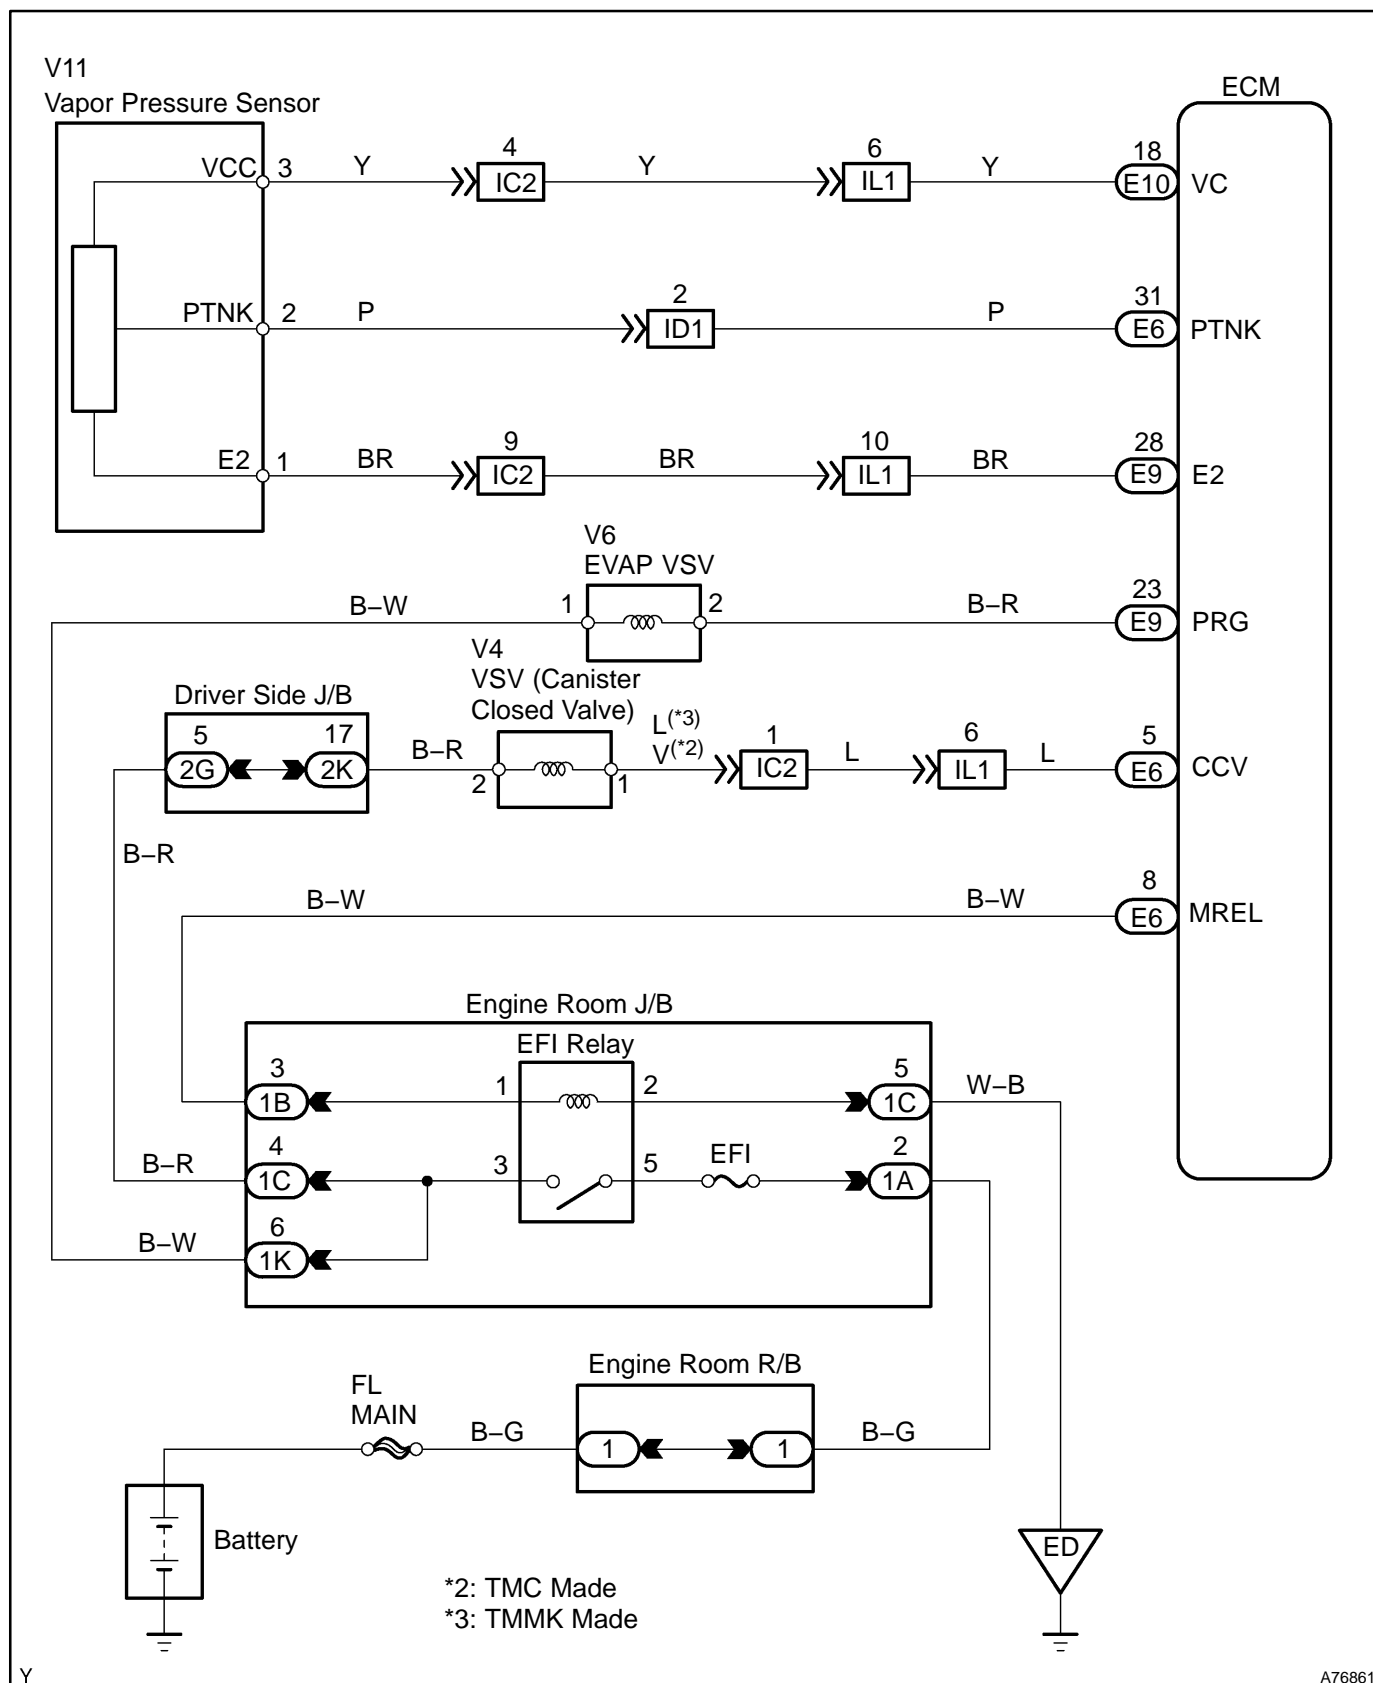 V11
Vapor Pressure Sensor
ECM
VCC 3 Y 4 IC2 Y 6 IL1 Y 18 E10 VC
PTNK 2 P 2 ID1 P 31 E6 PTNK
E2 1 BR 9 IC2 BR 10 IL1 BR 28 E9 E2
V6
EVAP VSV
B–W 1 2 B–R 23 E9 PRG
V4
VSV (Canister
Closed Valve)
Driver Side J/B
5 2G 17 2K B–R 2 1 L(*3)
V(*2) 1 IC2 L 6 IL1 L 5 E6 CCV
B–R
B–W B–W 8 E6 MREL
Engine Room J/B
EFI Relay
3 1B 1 2 5 1C W–B
B–R 4 1C 3 5 EFI 2 1A
B–W 6 1K
Engine Room R/B
FL
MAIN
B–G 1 1 B–G
Battery
ED
*2: TMC Made
*3: TMMK Made
Y
A76861